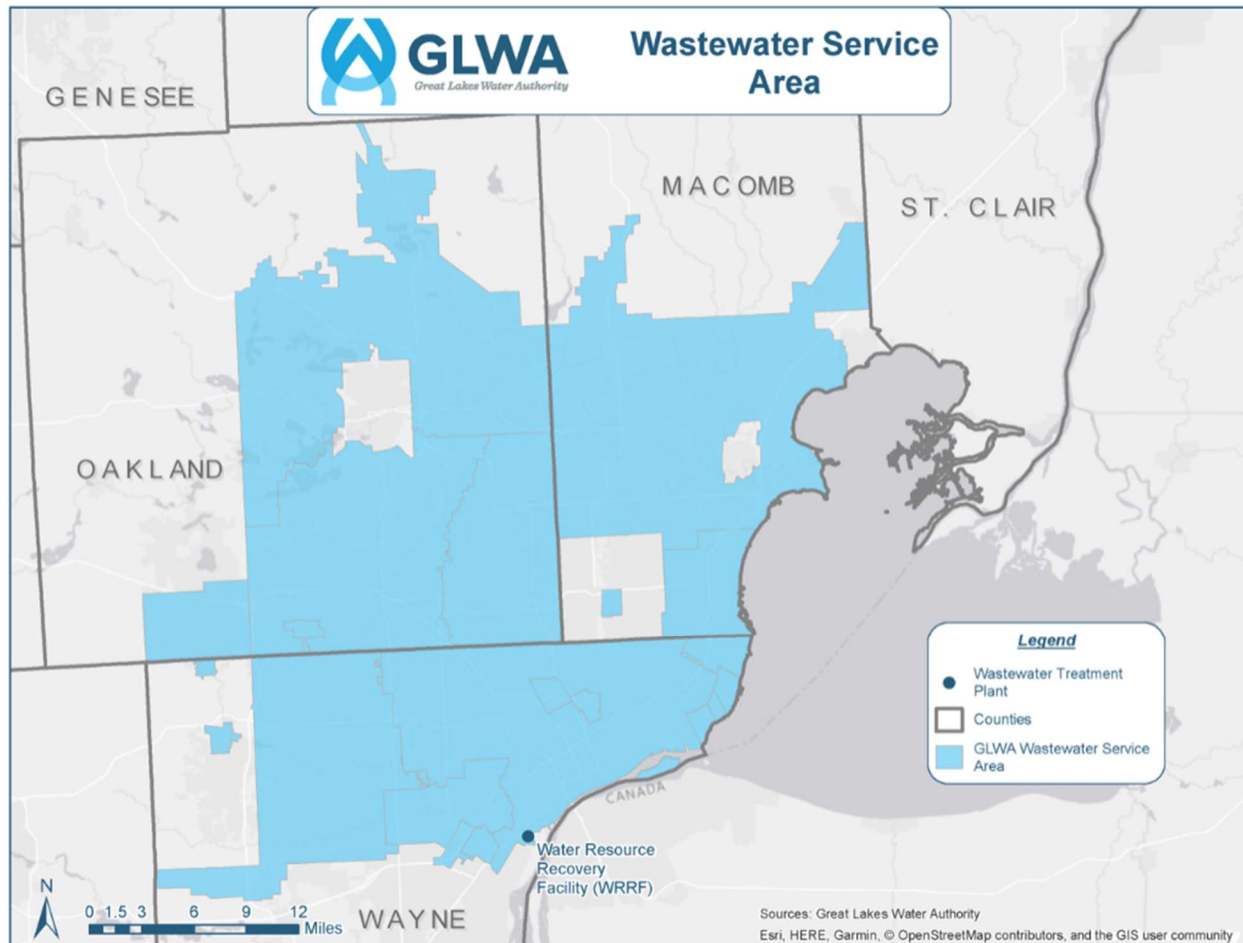 GLWA
Great Lakes Water Authority
Wastewater Service
Area
GENESEE
MACOMB
ST. CLAIR
OAKLAND
Legend
Wastewater Treatment
Plant
Counties
GLWA Wastewater Service
Area
CANADA
Water Resource
Recovery
Facility (WRRF)
N
0 1.5 3 6 9 12
Miles
WAYNE
Sources: Great Lakes Water Authority
Esri, HERE, Garmin, © OpenStreetMap contributors, and the GIS user community